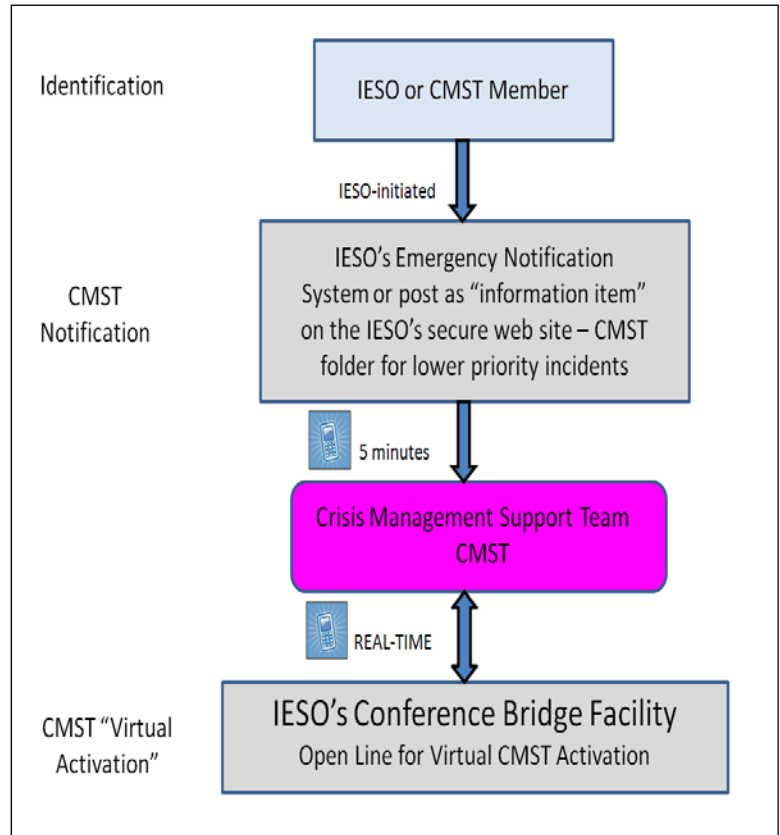 Identification
IESO or CMST Member
IESO-initiated
CMST
Notification
IESO’s Emergency Notification
System or post as “information item”
on the IESO’s secure web site – CMST
folder for lower priority incidents
5 minutes
Crisis Management Support Team
CMST
REAL-TIME
CMST “Virtual
Activation”
IESO’s Conference Bridge Facility
Open Line for Virtual CMST Activation